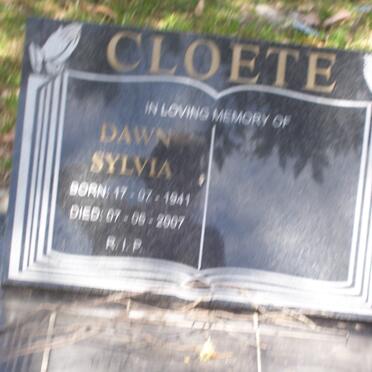 CLOETE
IN LOVING MEMORY OF
DAWN
SYLVIA
BORN: 17-07-1941
DIED: 07-06-2007
R.I.P.